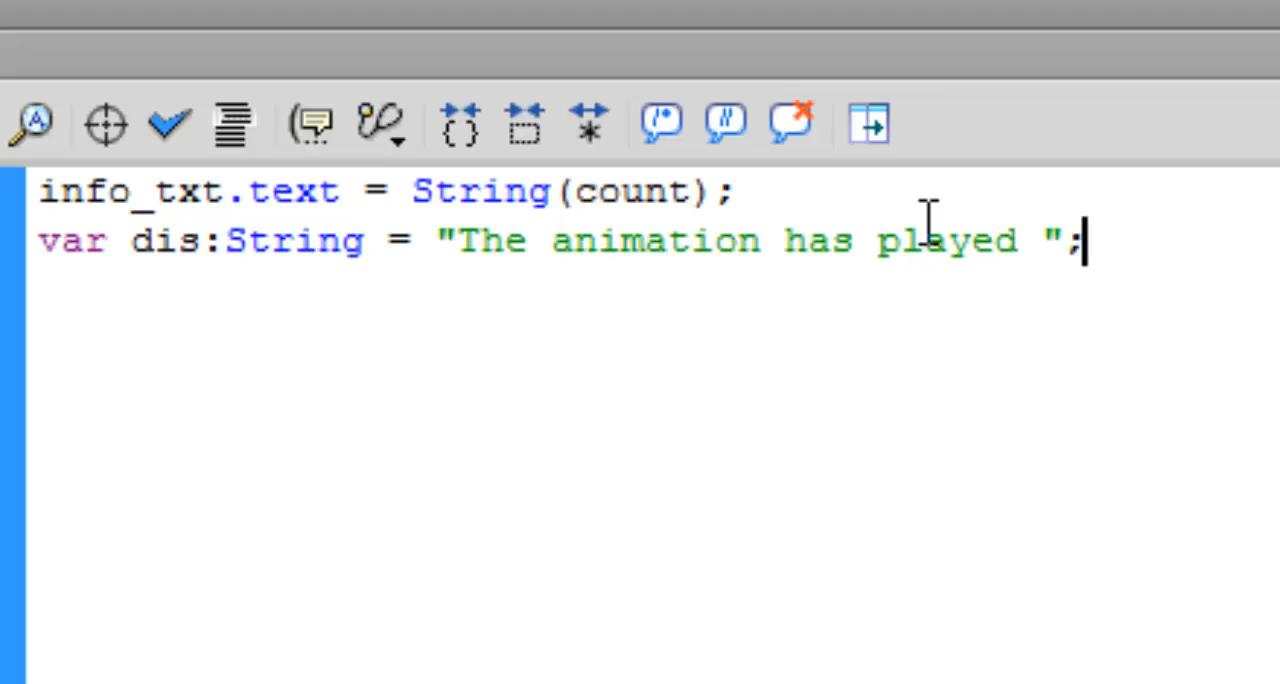 info_txt.text = String(count);
var dis:String = "The animation has played ";